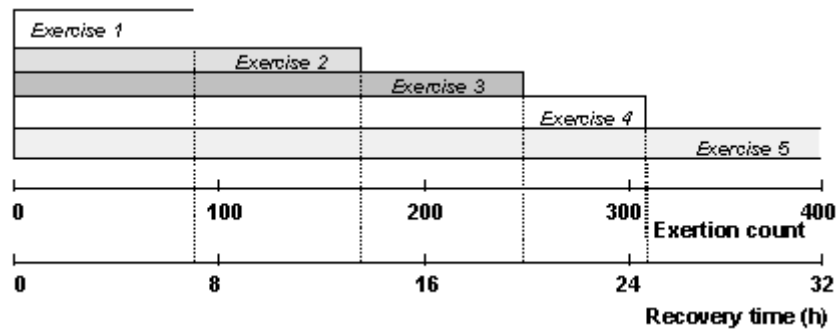 Exercise 1
Exercise 2
Exercise 3
Exercise 4
Exercise 5
0 100 200 300 400
Exertion count
0 8 16 24 32
Recovery time (h)